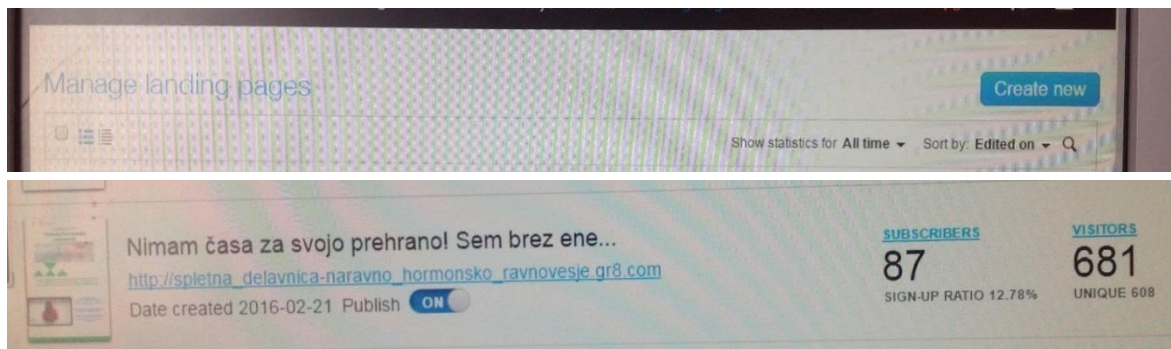 Manage landing pages
Create new
Show statistics for All time Sort by: Edited on
Nimam časa za svojo prehrano! Sem brez ene...
http://spletna_delavnica-naravno_hormonsko_ravnovesje.gr8.com
Date created 2016-02-21 Publish ON
SUBSCRIBERS
87
SIGN-UP RATIO 12.78%
VISITORS
681
UNIQUE 608